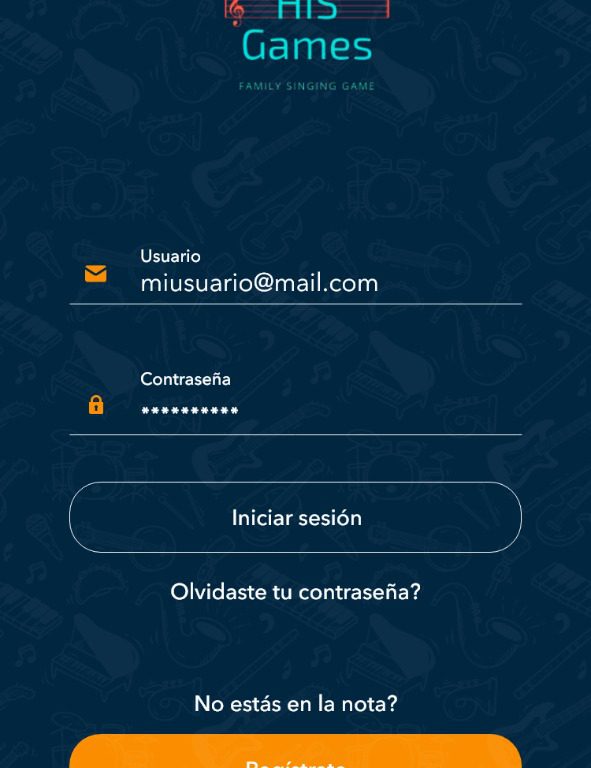 HIS
Games
FAMILY SINGING GAME
Usuario
miusuario@mail.com
Contraseña
**********
Iniciar sesión
Olvidaste tu contraseña?
No estás en la nota?
Regístrate